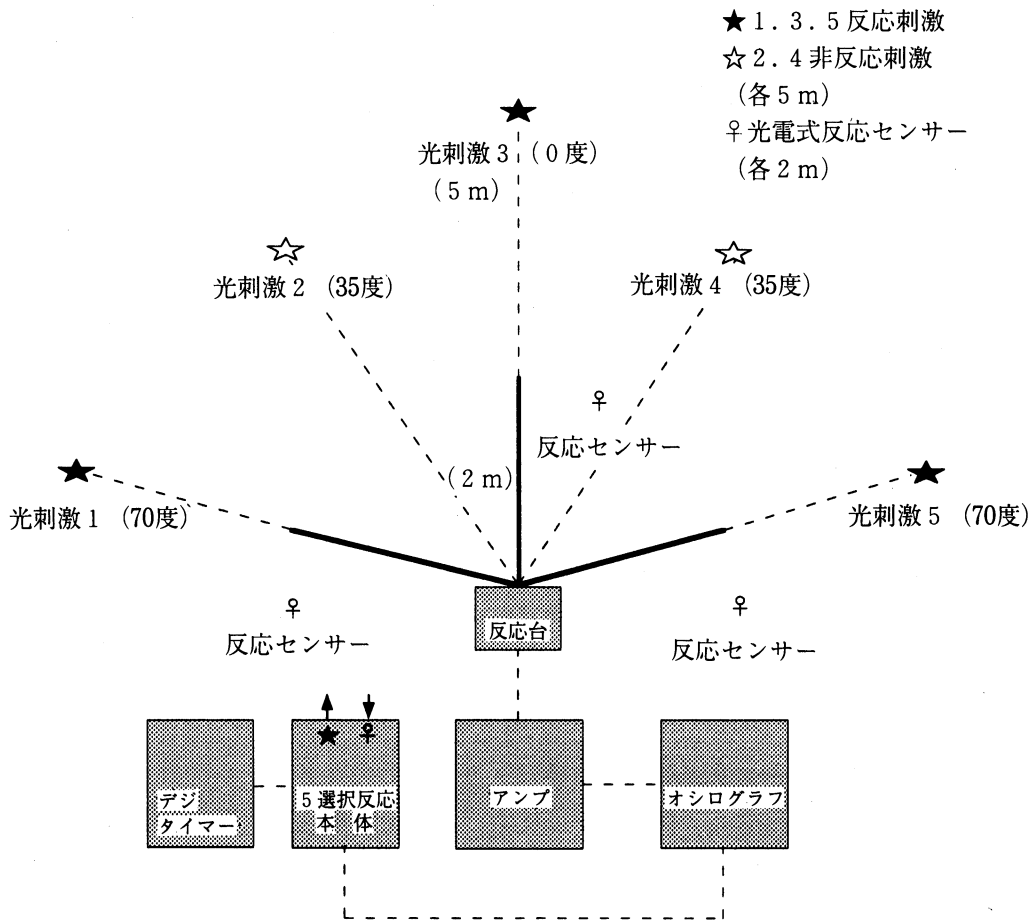 ★1.3.5反応刺激
☆2.4非反応刺激
(各5m)
♀光電式反応センサー
(各2m)
光刺激3 (0度)
(5m)
光刺激2 (35度)
光刺激4 (35度)
反応センサー
(2m)
光刺激1 (70度)
光刺激5 (70度)
反応台
反応センサー
反応センサー
デジ
タイマー
5選択反応
本 体
アンプ
オシログラフ